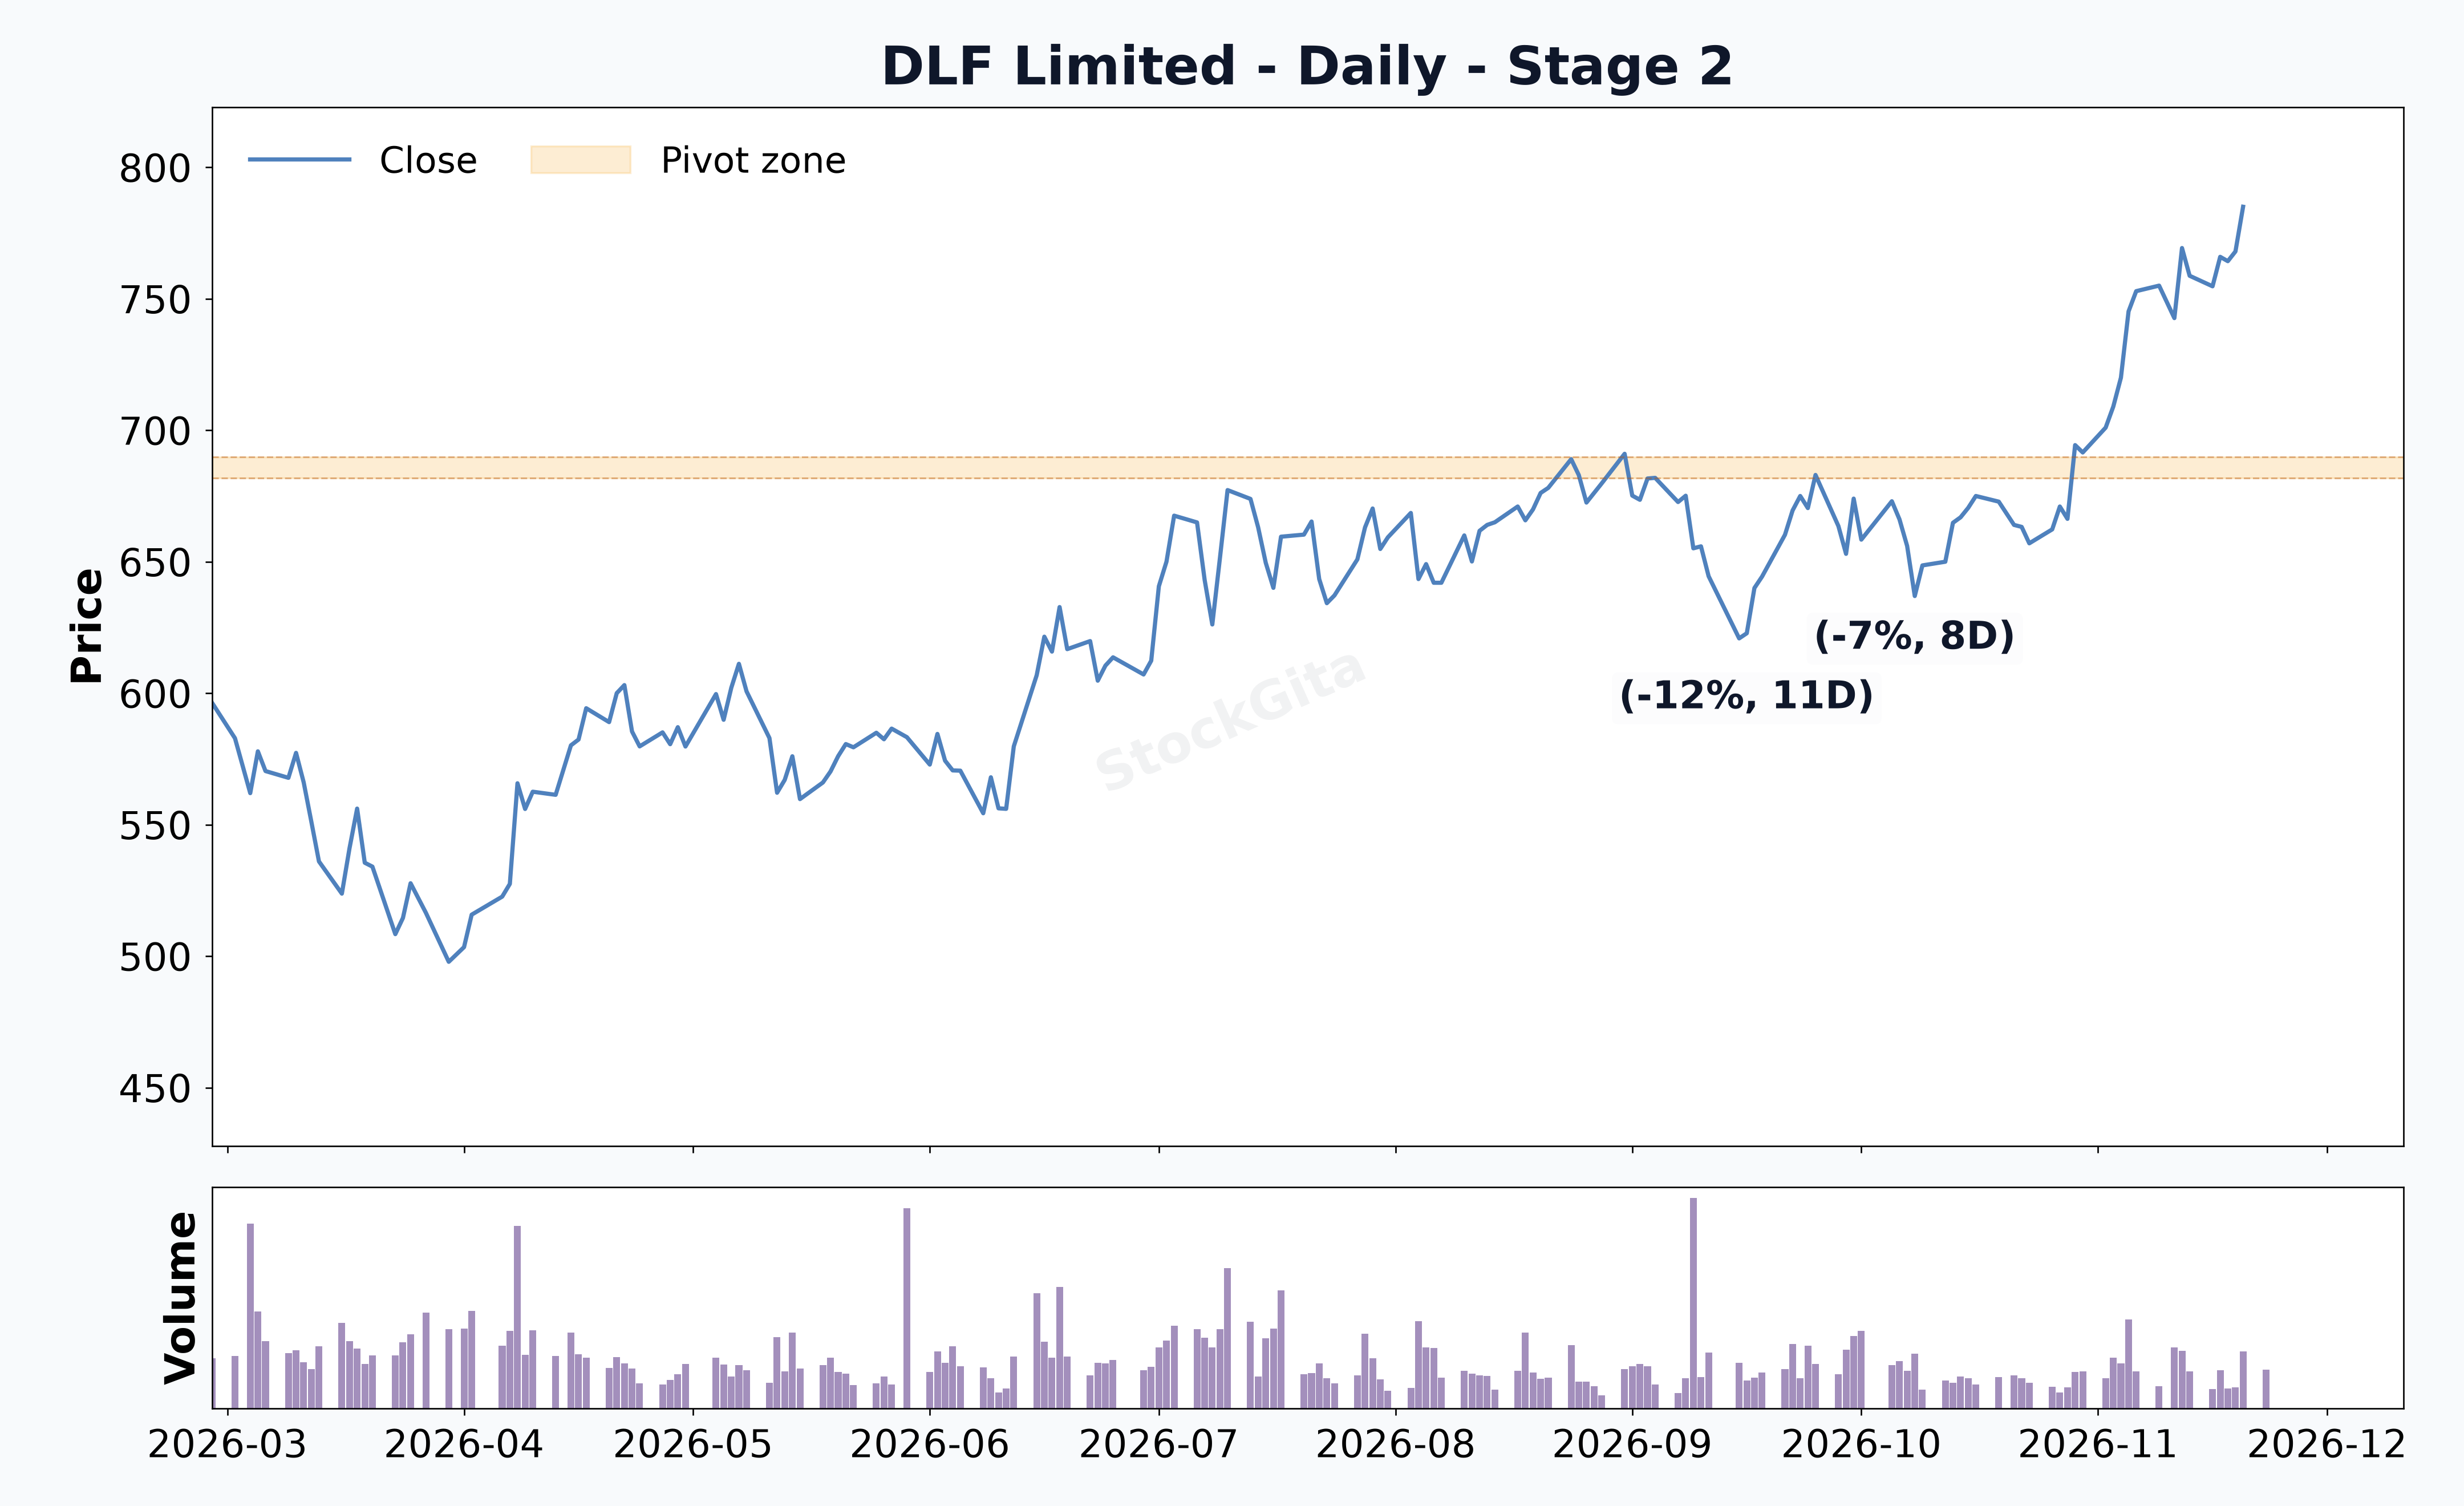 DLF Limited - Daily - Stage 2
Close
Pivot zone
800
750
700
650
600
550
500
450
Price
StockGita
(-7%, 8D)
(-12%, 11D)
Volume
2026-03
2026-04
2026-05
2026-06
2026-07
2026-08
2026-09
2026-10
2026-11
2026-12